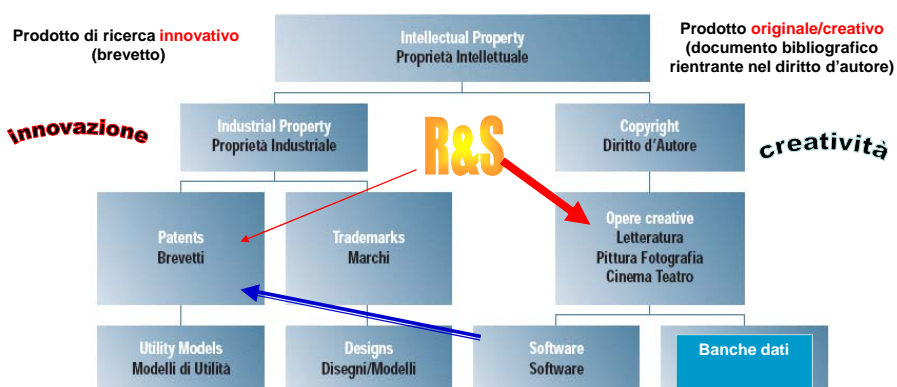 Prodotto di ricerca innovativo
(brevetto)
Intellectual Property
Proprietà Intellettuale
Prodotto originale/creativo
(documento bibliografico
rientrante nel diritto d'autore)
innovazione
Industrial Property
Proprietà Industriale
R&S
Copyright
Diritto d'Autore
creatività
Patents
Brevetti
Trademarks
Marchi
Opere creative
Letteratura
Pittura Fotografia
Cinema Teatro
Utility Models
Modelli di Utilità
Designs
Disegni/Modelli
Software
Software
Banche dati